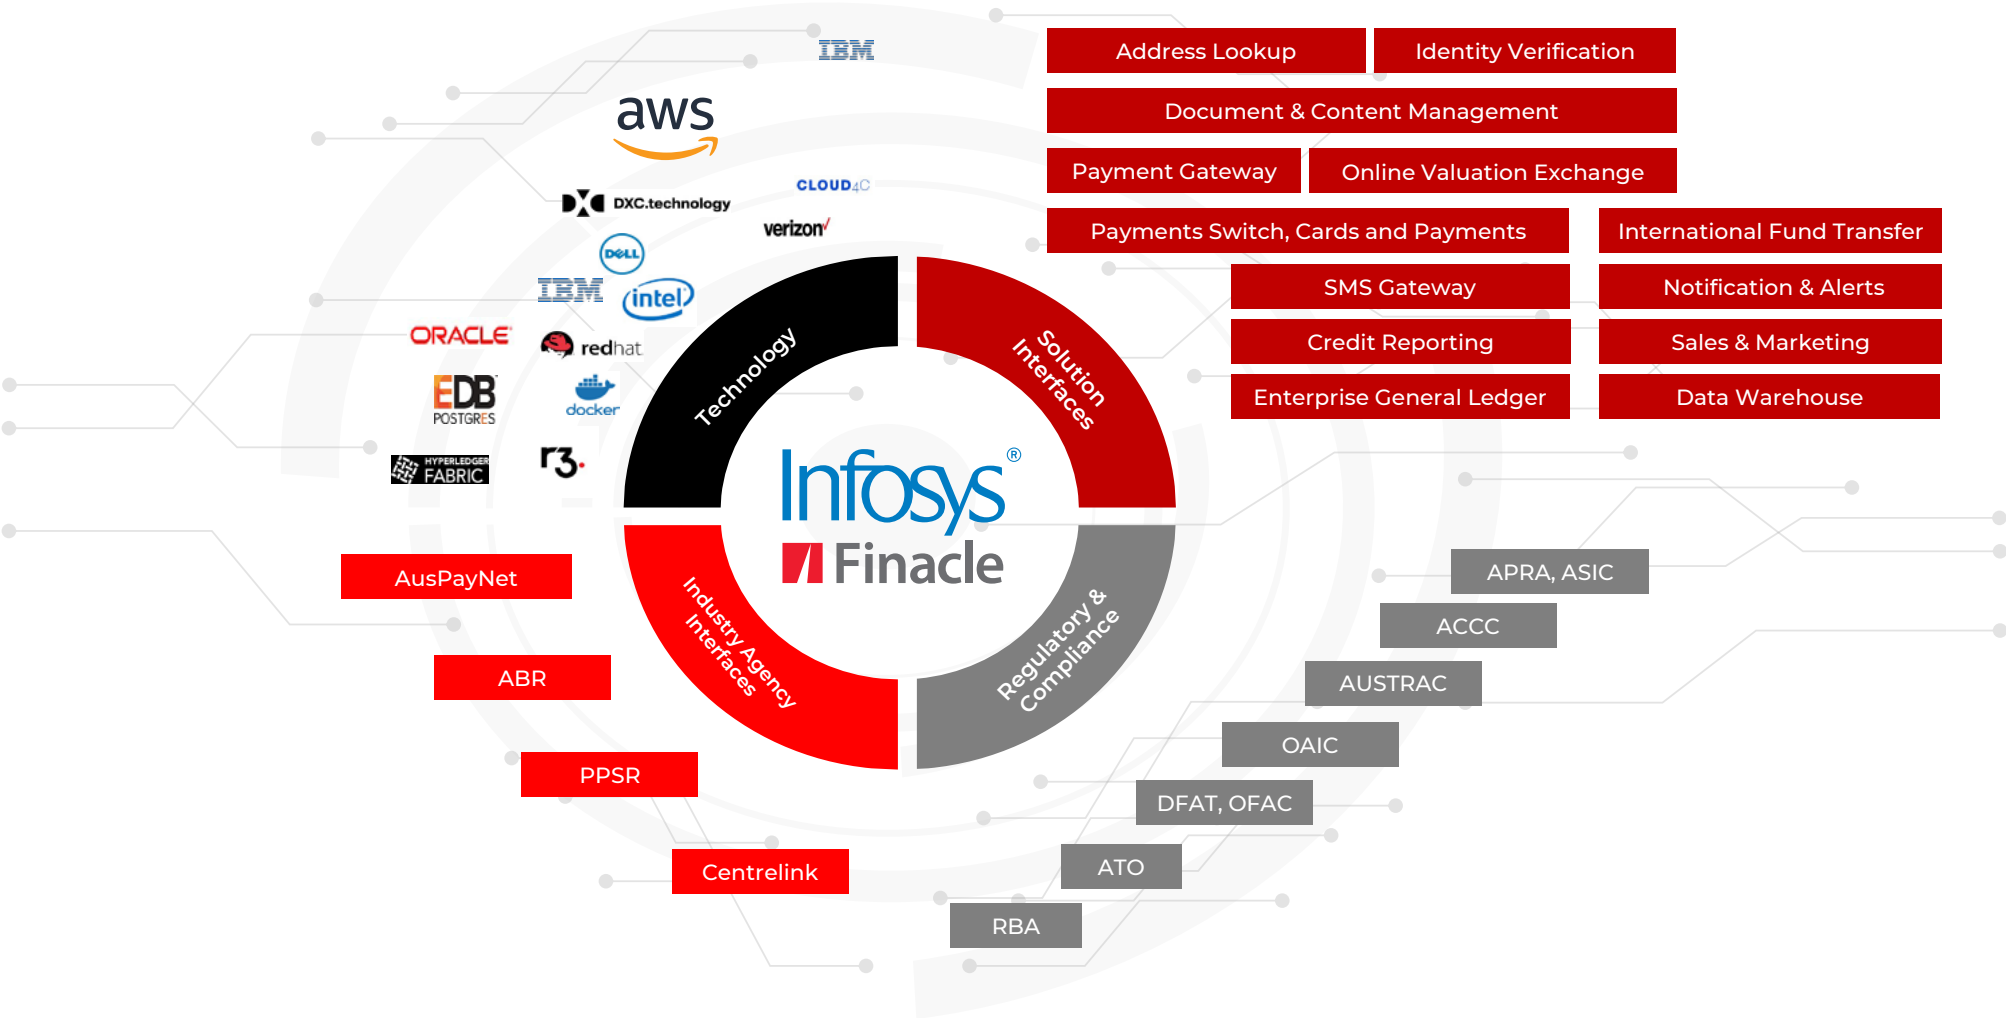 IBM
aws
CLOUD4C
DXC.technology
verizon
DELL
IBM
intel
ORACLE
redhat
EDB
POSTGRES
docker
HYPERLEDGER
FABRIC
r3.
Technology
Address Lookup
Identity Verification
Document & Content Management
Payment Gateway
Online Valuation Exchange
Payments Switch, Cards and Payments
International Fund Transfer
SMS Gateway
Notification & Alerts
Credit Reporting
Sales & Marketing
Enterprise General Ledger
Data Warehouse
Solution
Interfaces
Infosys®
Finacle
Industry Agency
Interfaces
AusPayNet
ABR
PPSR
Centrelink
Regulatory &
Compliance
APRA, ASIC
ACCC
AUSTRAC
OAIC
DFAT, OFAC
ATO
RBA